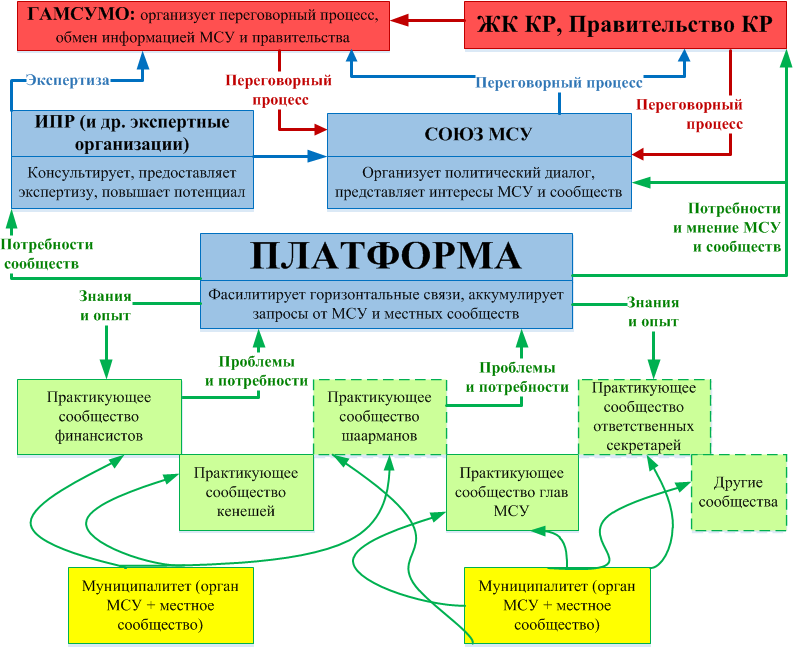 ГАМСУМО: организует переговорный процесс,
обмен информацией МСУ и правительства
ЖК КР, Правительство КР
Экспертиза
Переговорный
процесс
Переговорный процесс
Переговорный
процесс
ИПР (и др. экспертные
организации)
Консультирует, предоставляет
экспертизу, повышает потенциал
СОЮЗ МСУ
Организует политический диалог,
представляет интересы МСУ и сообществ
Потребности
и мнение МСУ
и сообществ
Потребности
сообществ
ПЛАТФОРМА
Фасилитирует горизонтальные связи, аккумулирует
запросы от МСУ и местных сообществ
Знания
и опыт
Знания
и опыт
Проблемы
и потребности
Проблемы
и потребности
Практикующее
сообщество
финансистов
Практикующее
сообщество
шаарманов
Практикующее
сообщество
ответственных
секретарей
Практикующее
сообщество
кенешей
Практикующее
сообщество глав
МСУ
Другие
сообщества
Муниципалитет (орган
МСУ + местное
сообщество)
Муниципалитет (орган
МСУ + местное
сообщество)